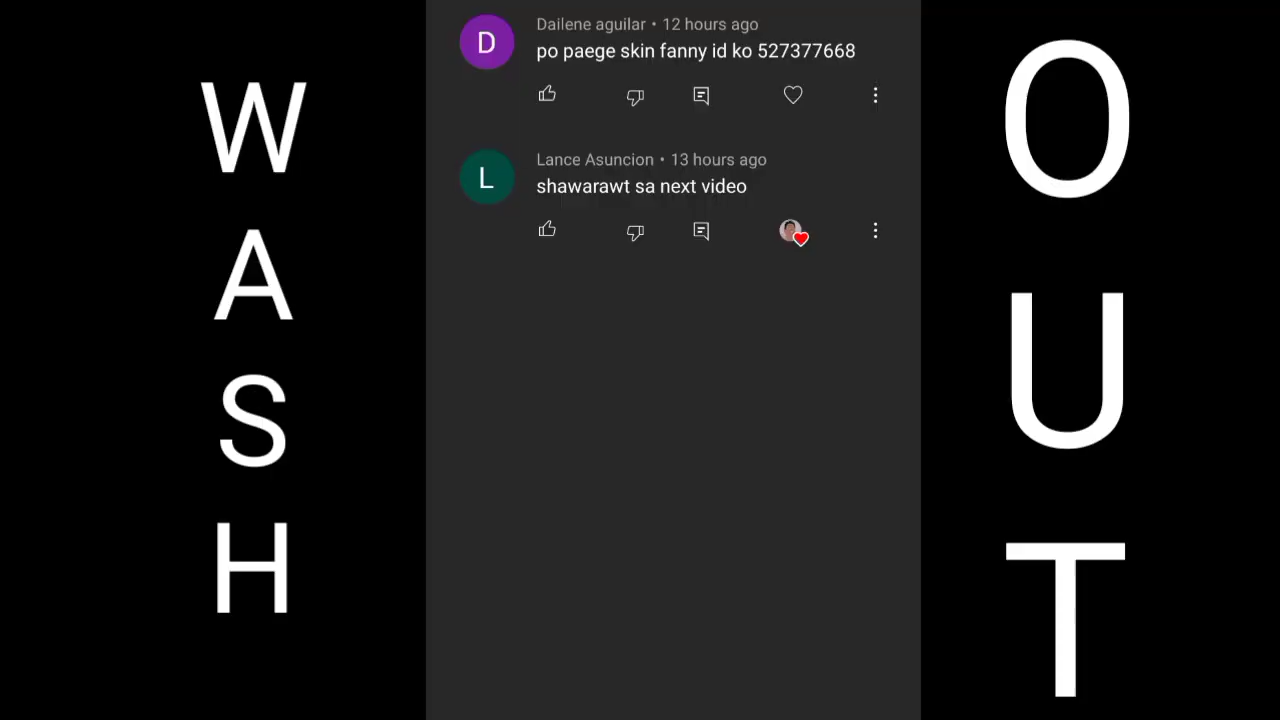 W
A
S
H
Dailene aguilar • 12 hours ago
po paege skin fanny id ko 527377668
Lance Asuncion • 13 hours ago
shawarawt sa next video
D
L
O
U
T